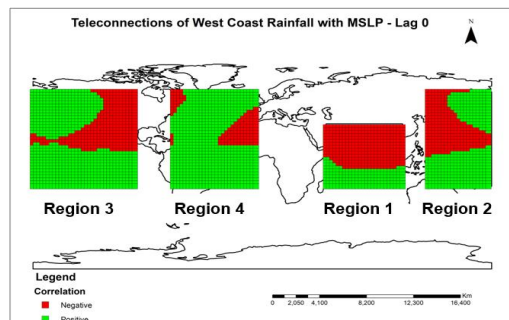 Teleconnections of West Coast Rainfall with MSLP - Lag 0
N
Region 3 Region 4 Region 1 Region 2
Legend
Correlation
Negative
Positive
Km
0 2,050 4,100 8,200 12,300 16,400